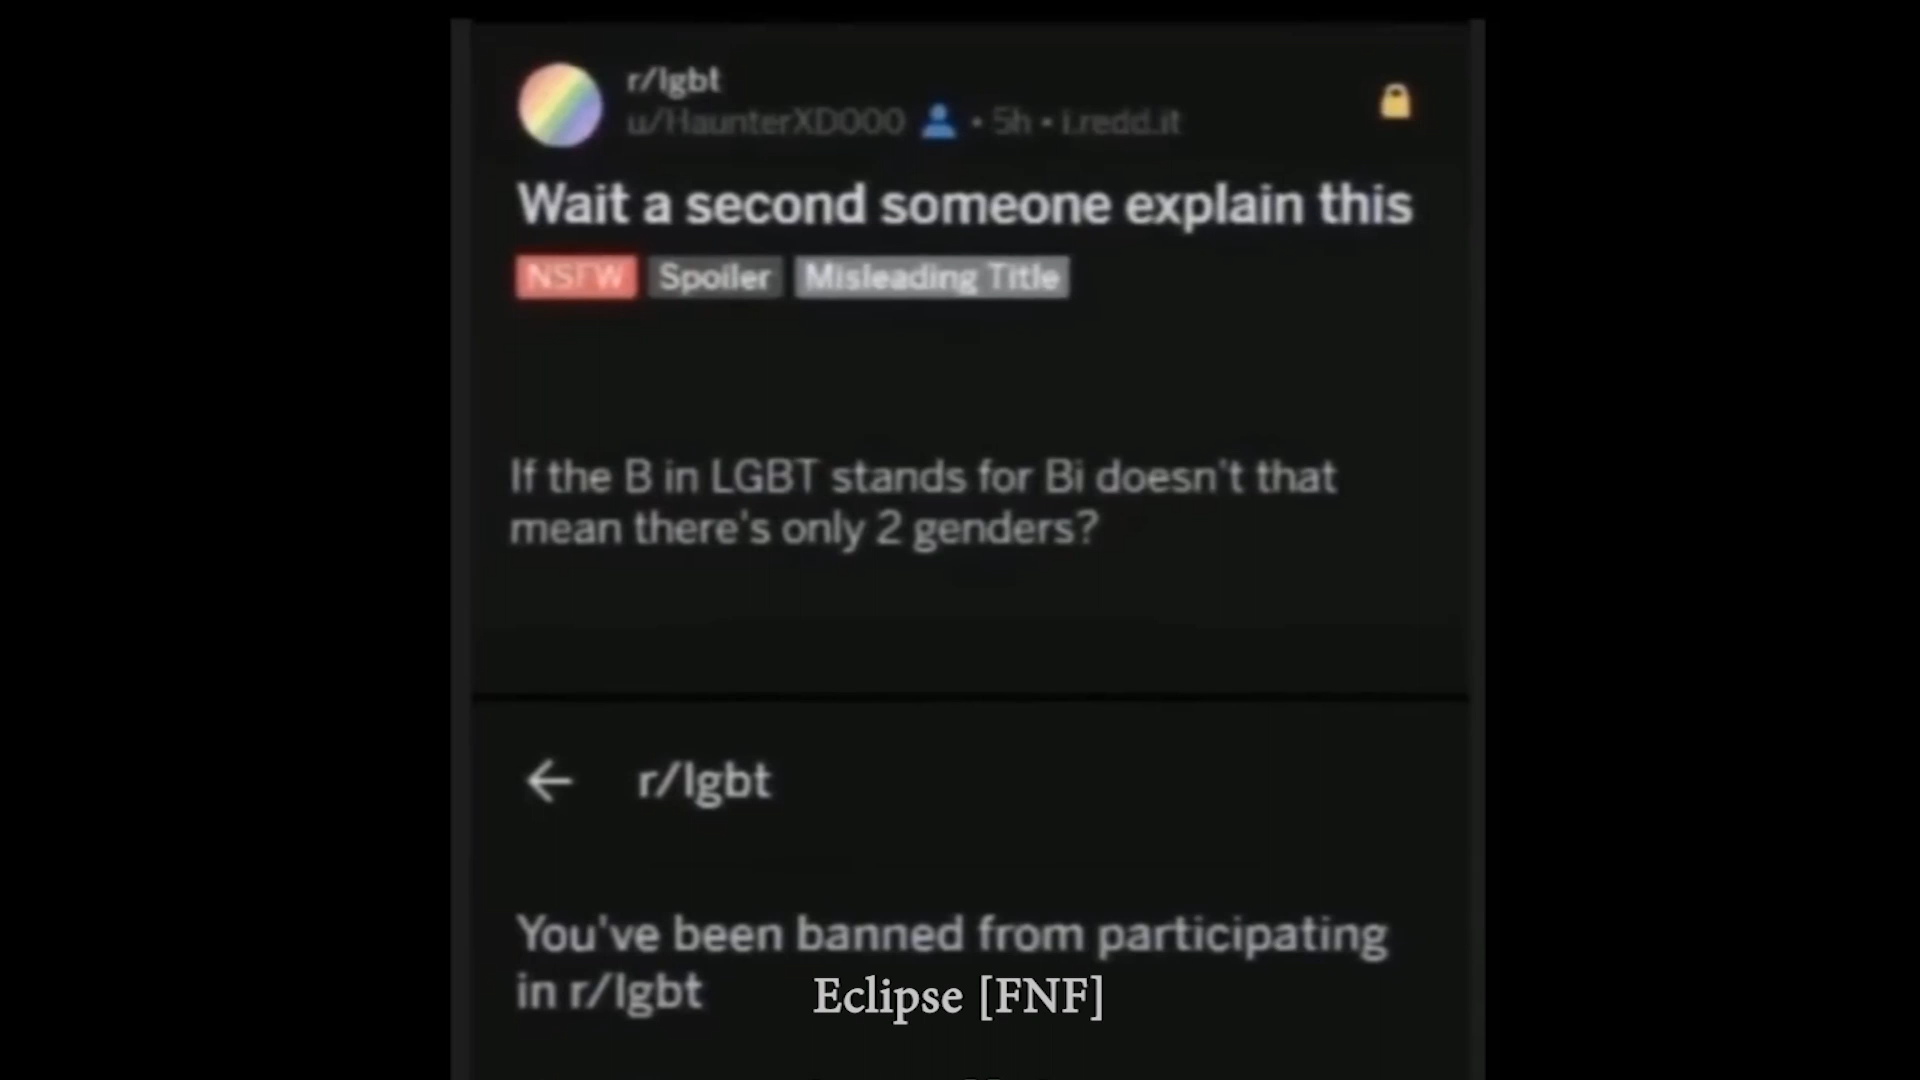 r/lgbt
u/HaunterXD000 • 5h • i.redd.it
Wait a second someone explain this
NSFW Spoiler Misleading Title
If the B in LGBT stands for Bi doesn't that
mean there's only 2 genders?
r/lgbt
You've been banned from participating
in r/lgbt
Eclipse [FNF]